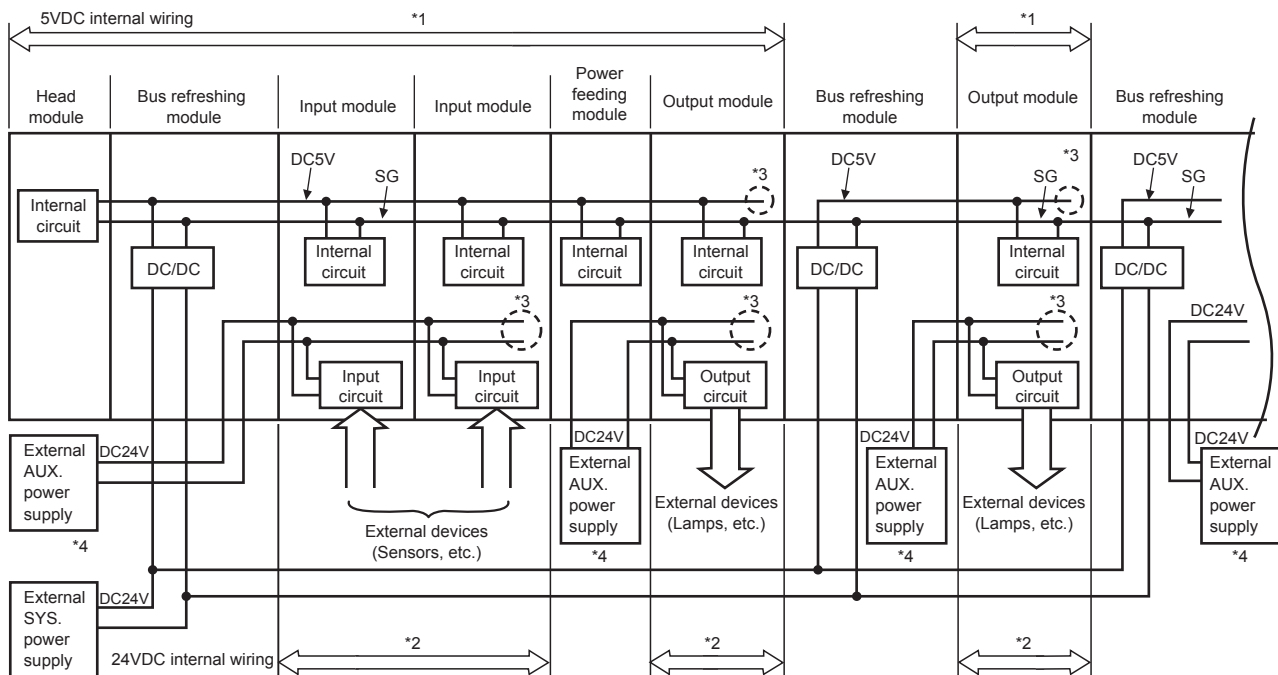 5VDC internal wiring
*1
*1
Head
module
Bus refreshing
module
Input module
Input module
Power
feeding
module
Output module
Bus refreshing
module
Output module
Bus refreshing
module
DC5V
SG
*3
DC5V
*3
SG
DC5V
SG
Internal
circuit
DC/DC
Internal
circuit
Internal
circuit
Internal
circuit
Internal
circuit
DC/DC
Internal
circuit
DC/DC
*3
*3
*3
DC24V
Input
circuit
Input
circuit
Output
circuit
Output
circuit
External
AUX.
power
supply
DC24V
*4
External devices
(Sensors, etc.)
DC24V
External
AUX.
power
supply
*4
External devices
(Lamps, etc.)
DC24V
External
AUX.
power
supply
*4
External devices
(Lamps, etc.)
DC24V
External
AUX.
power
supply
*4
External
SYS.
power
supply
DC24V
24VDC internal wiring
*2
*2
*2